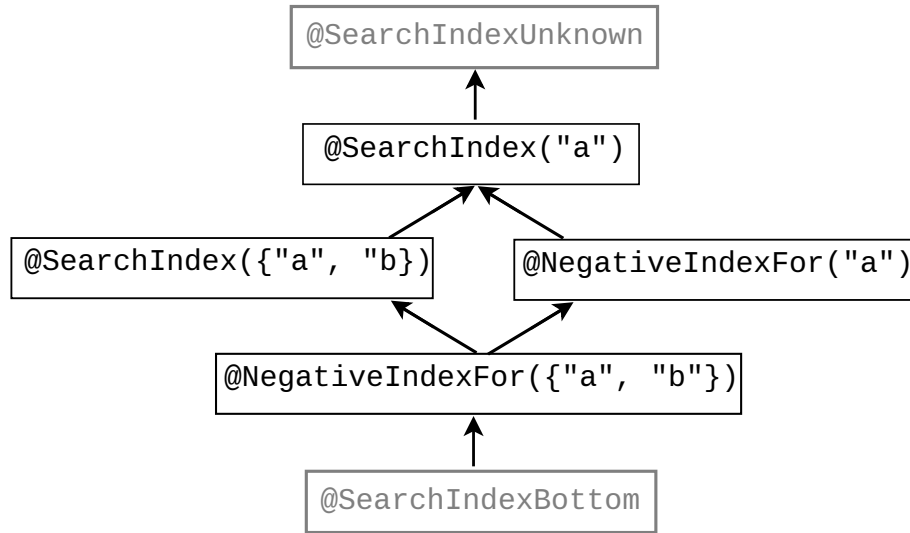 @SearchIndexUnknown
@SearchIndex("a")
@SearchIndex({"a", "b})
@NegativeIndexFor("a")
@NegativeIndexFor({"a", "b"})
@SearchIndexBottom